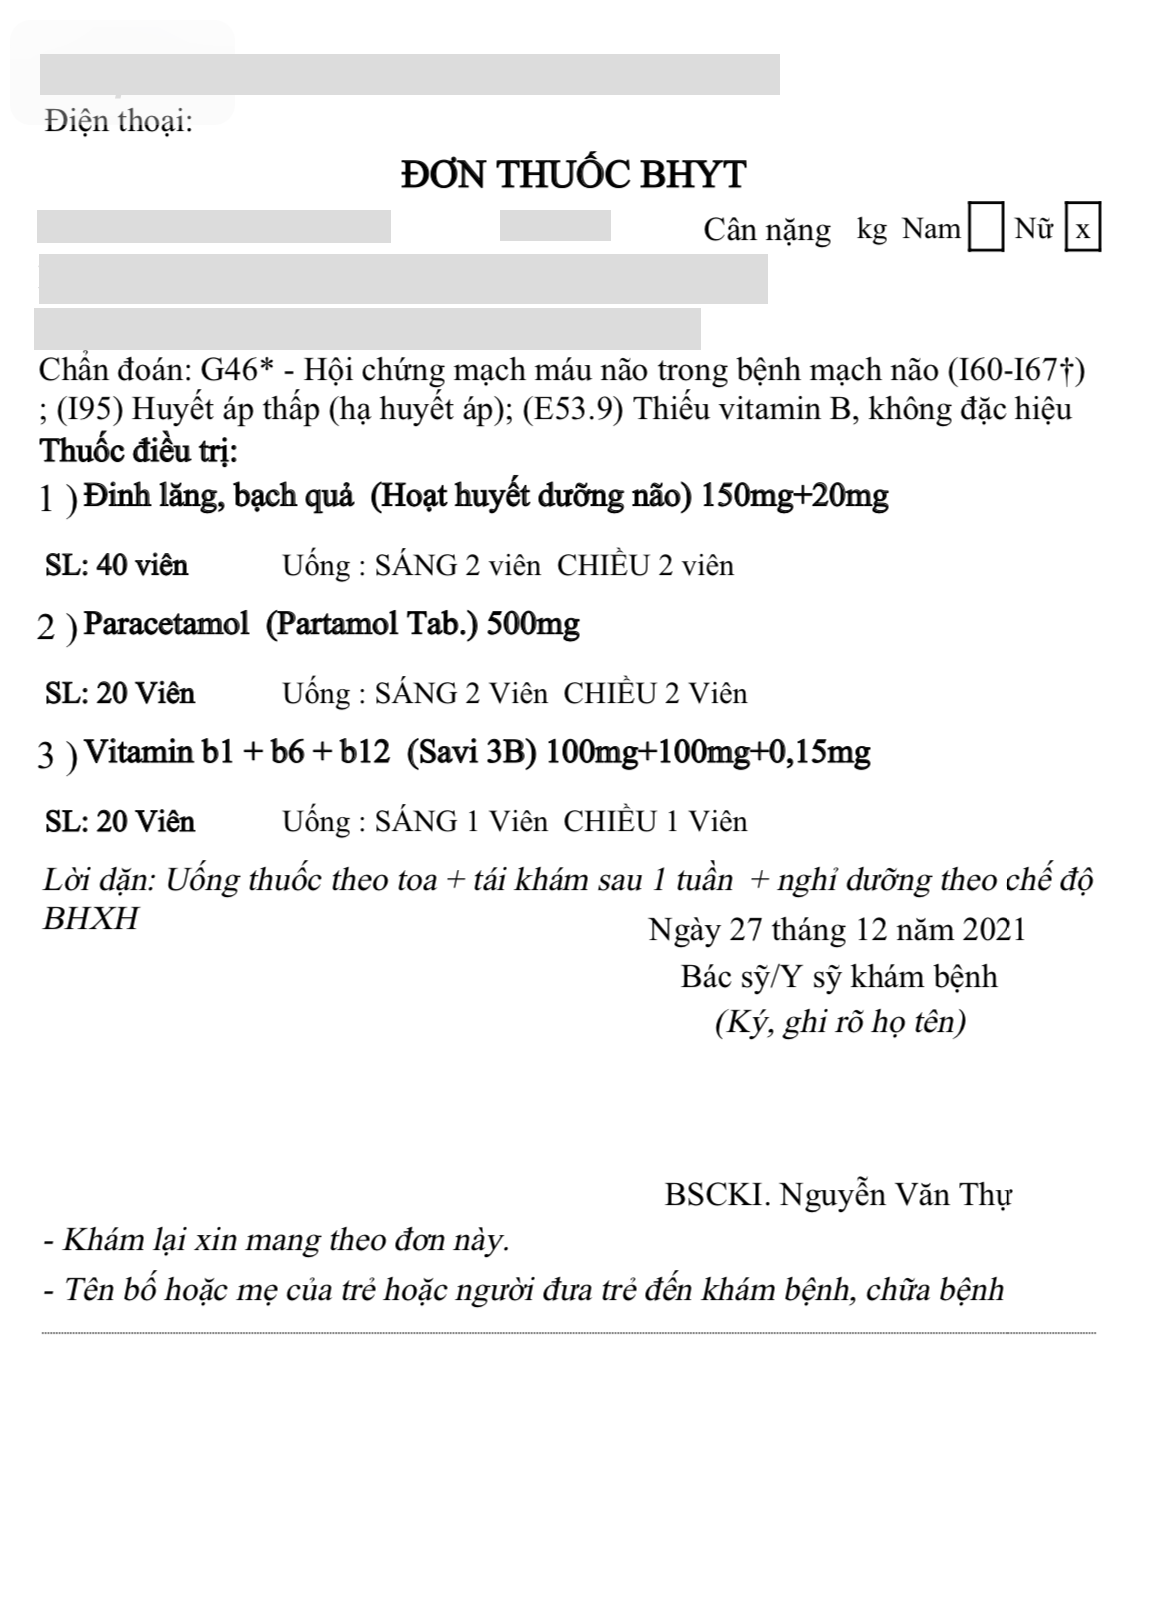 Điện thoại:
ĐƠN THUỐC BHYT
Cân nặng kg Nam Nữ x
Chẩn đoán: G46* - Hội chứng mạch máu não trong bệnh mạch não (I60-I67†)
; (I95) Huyết áp thấp (hạ huyết áp); (E53.9) Thiếu vitamin B, không đặc hiệu
Thuốc điều trị:
1 ) Đinh lăng, bạch quả (Hoạt huyết dưỡng não) 150mg+20mg
SL: 40 viên Uống : SÁNG 2 viên CHIỀU 2 viên
2 ) Paracetamol (Partamol Tab.) 500mg
SL: 20 Viên Uống : SÁNG 2 Viên CHIỀU 2 Viên
3 ) Vitamin b1 + b6 + b12 (Savi 3B) 100mg+100mg+0,15mg
SL: 20 Viên Uống : SÁNG 1 Viên CHIỀU 1 Viên
Lời dặn: Uống thuốc theo toa + tái khám sau 1 tuần + nghỉ dưỡng theo chế độ
BHXH
Ngày 27 tháng 12 năm 2021
Bác sỹ/Y sỹ khám bệnh
(Ký, ghi rõ họ tên)
BSCKI. Nguyễn Văn Thự
- Khám lại xin mang theo đơn này.
- Tên bố hoặc mẹ của trẻ hoặc người đưa trẻ đến khám bệnh, chữa bệnh